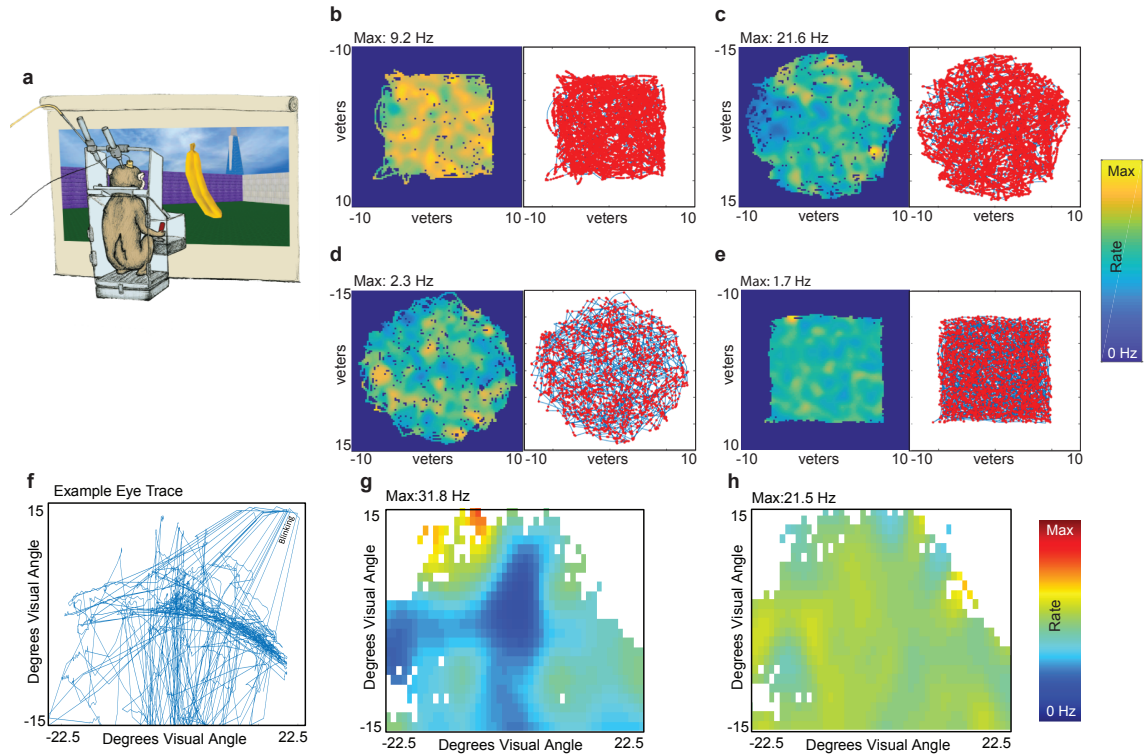 a
b
Max: 9.2 Hz
-10
veters
10
-10
veters
10
-10
veters
10
c
Max: 21.6 Hz
-15
veters
15
-10
veters
10
-10
veters
10
d
Max: 2.3 Hz
-15
veters
15
-10
veters
10
-10
veters
10
e
Max: 1.7 Hz
-10
veters
10
-10
veters
10
-10
veters
10
Max
Rate
0 Hz
f
Example Eye Trace
15
Blinking
Degrees Visual Angle
-15
-22.5
Degrees Visual Angle
22.5
g
Max:31.8 Hz
15
Degrees Visual Angle
-15
-22.5
Degrees Visual Angle
22.5
h
Max:21.5 Hz
15
Degrees Visual Angle
-15
-22.5
Degrees Visual Angle
22.5
Max
Rate
0 Hz